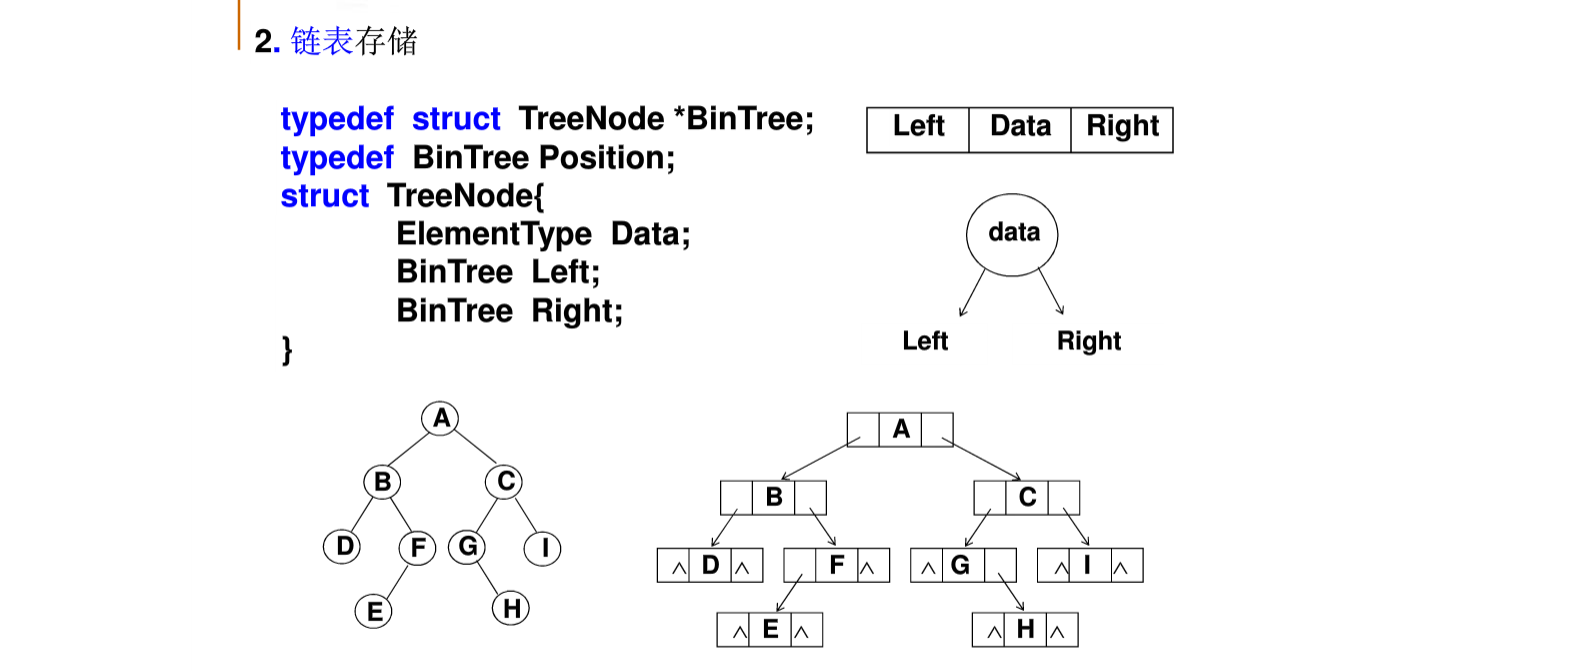 2. 链表存储
typedef struct TreeNode *BinTree;
typedef BinTree Position;
struct TreeNode{
ElementType Data;
BinTree Left;
BinTree Right;
}
Left Data Right
data
Left Right
A
B C
D F G I
E H
A
B C
∧ D ∧ F ∧ ∧ G ∧ I ∧
∧ E ∧ ∧ H ∧